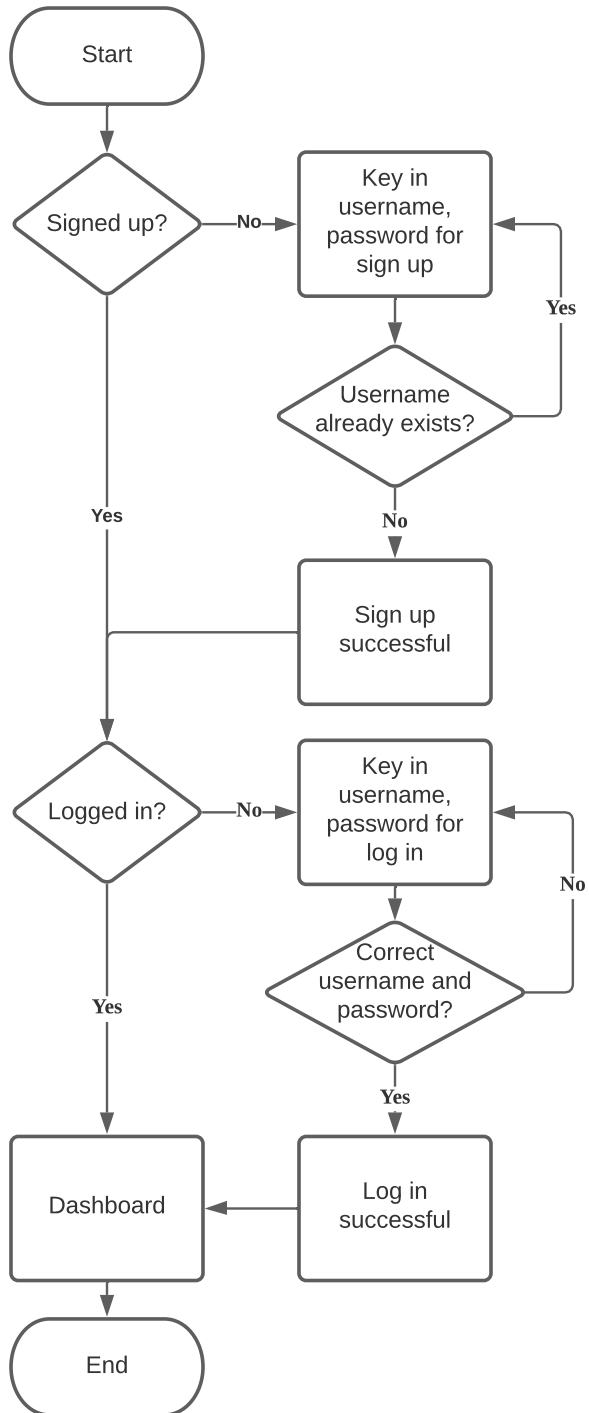 Start
Signed up?
No
Key in
username,
password for
sign up
Yes
Username
already exists?
No
Yes
Sign up
successful
Logged in?
No
Key in
username,
password for
log in
No
Correct
username and
password?
Yes
Yes
Dashboard
Log in
successful
End